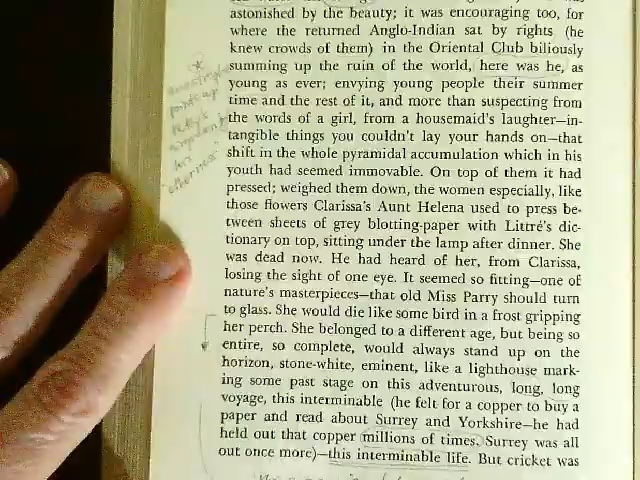 astonished by the beauty; it was encouraging too, for
where the returned Anglo-Indian sat by rights (he
knew crowds of them) in the Oriental Club biliously
summing up the ruin of the world, here was he, as
young as ever; envying young people their summer
time and the rest of it, and more than suspecting from
the words of a girl, from a housemaid's laughter—in-
tangible things you couldn't lay your hands on—that
shift in the whole pyramidal accumulation which in his
youth had seemed immovable. On top of them it had
pressed; weighed them down, the women especially, like
those flowers Clarissa's Aunt Helena used to press be-
tween sheets of grey blotting-paper with Littré's dic-
tionary on top, sitting under the lamp after dinner. She
was dead now. He had heard of her, from Clarissa,
losing the sight of one eye. It seemed so fitting—one of
nature's masterpieces—that old Miss Parry should turn
to glass. She would die like some bird in a frost gripping
her perch. She belonged to a different age, but being so
entire, so complete, would always stand up on the
horizon, stone-white, eminent, like a lighthouse mark-
ing some past stage on this adventurous, long, long
voyage, this interminable (he felt for a copper to buy a
paper and read about Surrey and Yorkshire—he had
held out that copper millions of times. Surrey was all
out once more)—this interminable life. But cricket was